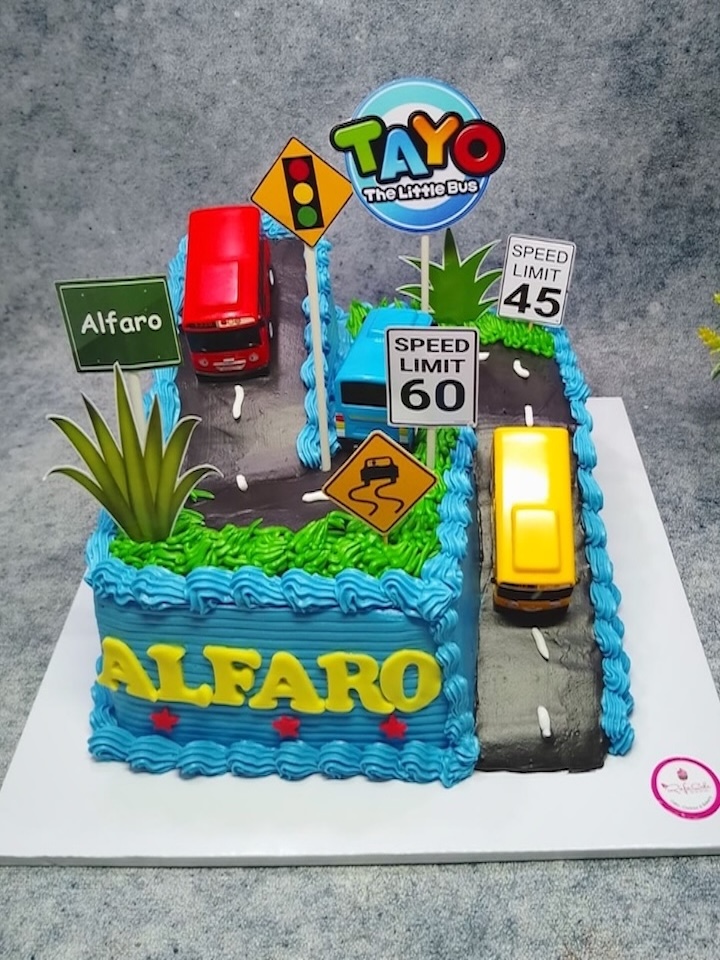 TAYO
The Little Bus
Alfaro
SPEED
LIMIT
45
SPEED
LIMIT
60
ALFARO